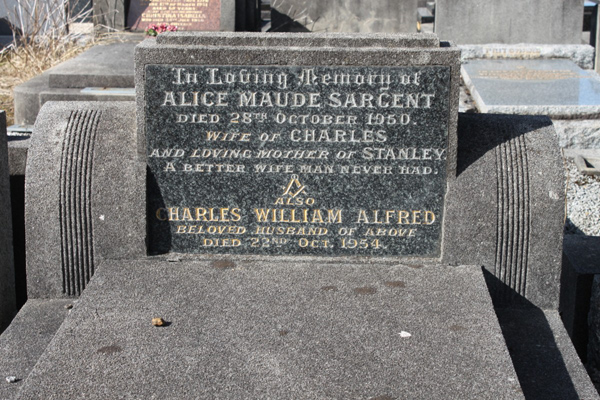 In Loving Memory of
ALICE MAUDE SARGENT
DIED 28TH OCTOBER 1950.
WIFE OF CHARLES
AND LOVING MOTHER OF STANLEY.
A BETTER WIFE MAN NEVER HAD.
ALSO
CHARLES WILLIAM ALFRED
BELOVED HUSBAND OF ABOVE
DIED 22ND OCT. 1954.